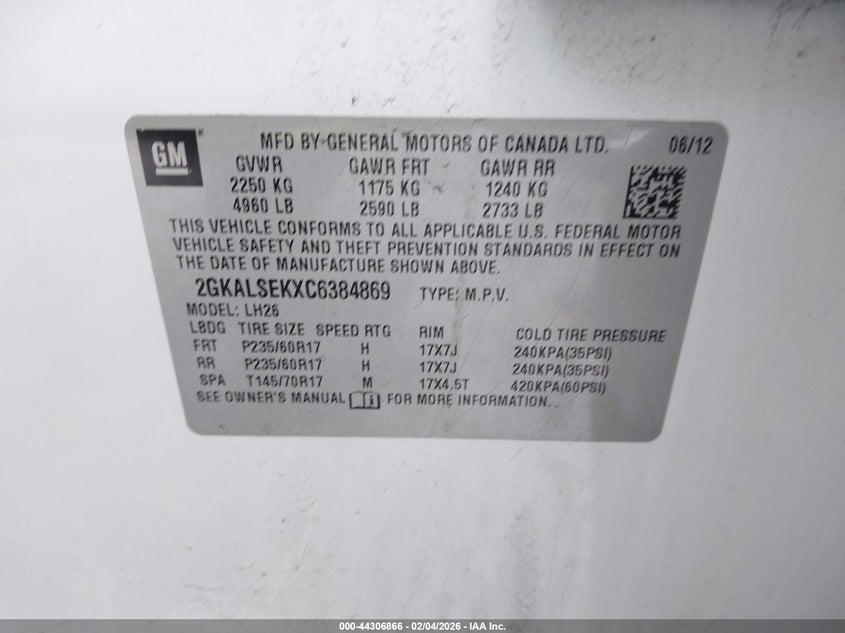 GM
MFD BY GENERAL MOTORS OF CANADA LTD. 06/12
GVWR GAWR FRT GAWR RR
2250 KG 1175 KG 1240 KG
4960 LB 2590 LB 2733 LB
THIS VEHICLE CONFORMS TO ALL APPLICABLE U.S. FEDERAL MOTOR
VEHICLE SAFETY AND THEFT PREVENTION STANDARDS IN EFFECT ON
THE DATE OF MANUFACTURE SHOWN ABOVE.
2GKALSEKXC6384869 TYPE: M.P.V.
MODEL: LH26
LBDG TIRE SIZE SPEED RTG RIM COLD TIRE PRESSURE
FRT P235/60R17 H 17X7J 240KPA(35PSI)
RR P235/60R17 H 17X7J 240KPA(35PSI)
SPA T145/70R17 M 17X4.5T 420KPA(60PSI)
SEE OWNER'S MANUAL FOR MORE INFORMATION.
000-44306866 - 02/04/2026 - IAA Inc.